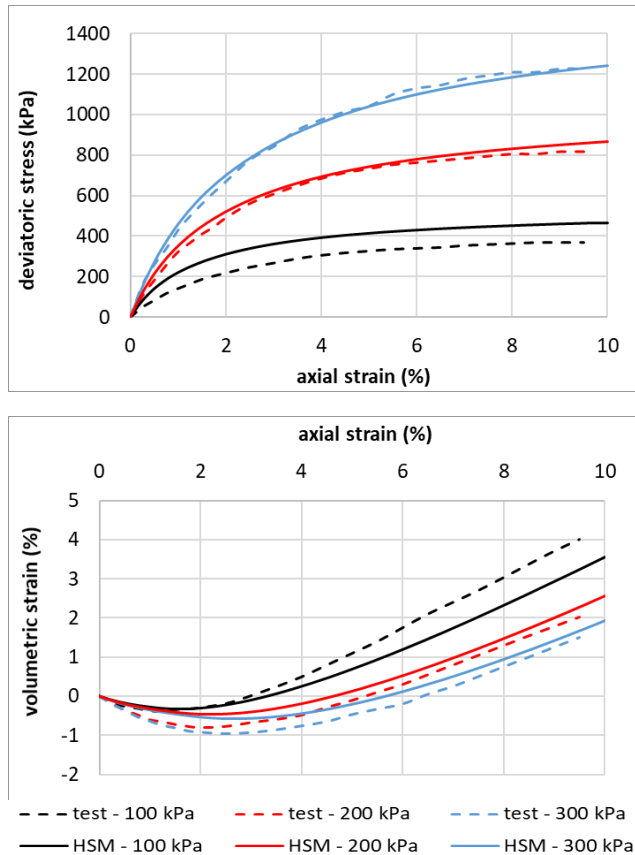 deviatoric stress (kPa)
1400
1200
1000
800
600
400
200
0
0 2 4 6 8 10
axial strain (%)
axial strain (%)
0 2 4 6 8 10
volumetric strain (%)
5
4
3
2
1
0
-1
-2
test - 100 kPa test - 200 kPa test - 300 kPa
HSM - 100 kPa HSM - 200 kPa HSM - 300 kPa